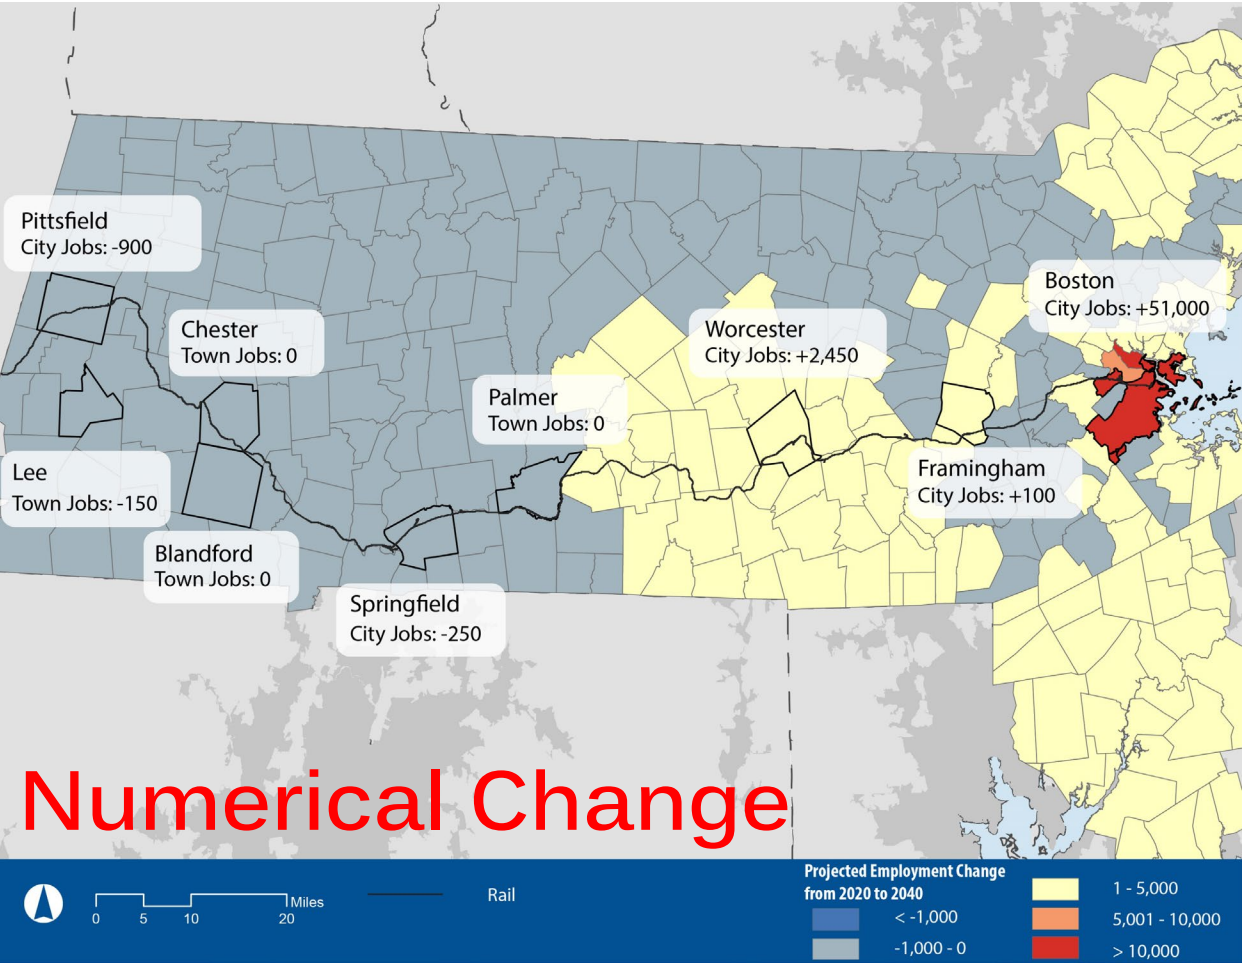 Pittsfield
City Jobs: -900
Chester
Town Jobs: 0
Boston
City Jobs: +51,000
Worcester
City Jobs: +2,450
Palmer
Town Jobs: 0
Lee
Town Jobs: -150
Framingham
City Jobs: +100
Blandford
Town Jobs: 0
Springfield
City Jobs: -250
Numerical Change
0 5 10 20
Miles
Rail
Projected Employment Change
from 2020 to 2040
< -1,000
-1,000 - 0
1 - 5,000
5,001 - 10,000
> 10,000